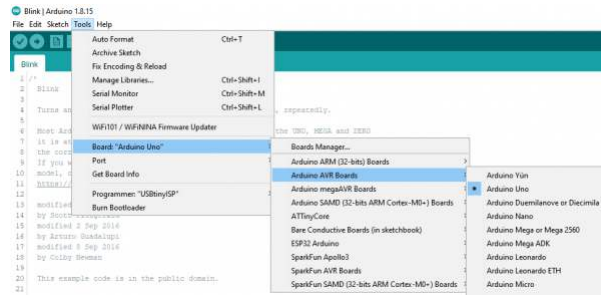 Blink | Arduino 1.8.15
File Edit Sketch Tools Help
Blink
Auto Format Ctrl+T
Archive Sketch
Fix Encoding & Reload
Manage Libraries... Ctrl+Shift+I
Serial Monitor Ctrl+Shift+M
Serial Plotter Ctrl+Shift+L
WiFi101 / WiFiNINA Firmware Updater
Board: "Arduino Uno"
Port
Get Board Info
Programmer: "USBtinyISP"
Burn Bootloader
Boards Manager...
Arduino ARM (32-bits) Boards
Arduino AVR Boards
Arduino megaAVR Boards
Arduino SAMD (32-bits ARM Cortex-M0+) Boards
ATTinyCore
Bare Conductive Boards (in sketchbook)
ESP32 Arduino
SparkFun Apollo3
SparkFun AVR Boards
SparkFun SAMD (32-bits ARM Cortex-M0+) Boards
Arduino Yún
Arduino Uno
Arduino Duemilanove or Diecimila
Arduino Nano
Arduino Mega or Mega 2560
Arduino Mega ADK
Arduino Leonardo
Arduino Leonardo ETH
Arduino Micro
1 /*
2 Blink
3
4 Turns an , repeatedly.
5
6 Most Ard the UNO, MEGA and ZERO
7 it is at
8 the corr
9 If you w
10 model, c
11 https://
12
13 modified
14 by Scott
15 modified 2 Sep 2016
16 by Arturo Guadalupi
17 modified 8 Sep 2016
18 by Colby Newman
19
20 This example code is in the public domain.
21